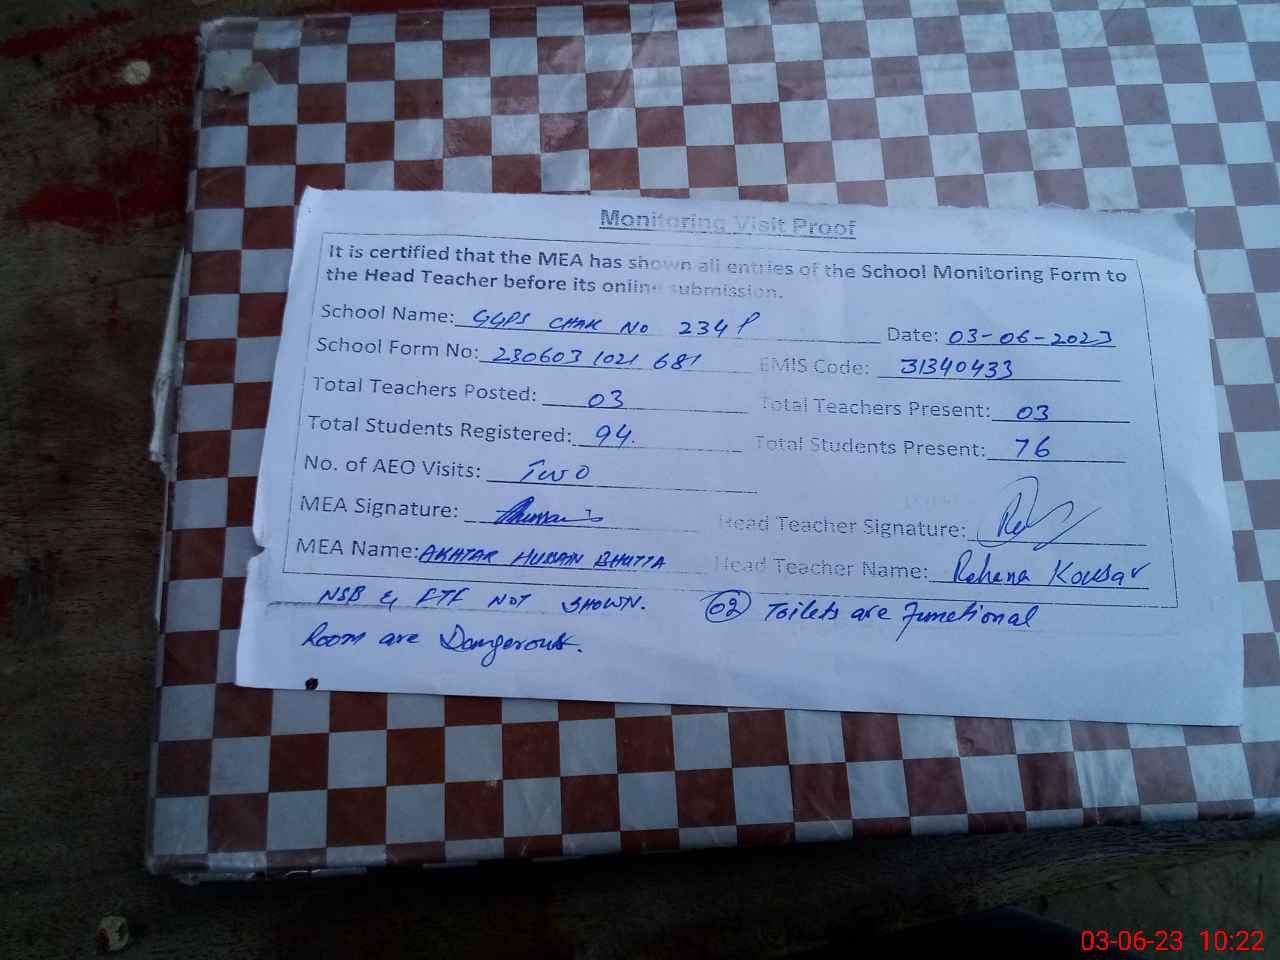 Monitoring Visit Proof
It is certified that the MEA has shown all entries of the School Monitoring Form to
the Head Teacher before its online submission.
School Name: GGPS CHAK NO 234 P Date: 03-06-2023
School Form No: 230603 1021 681 EMIS Code: 31340433
Total Teachers Posted: 03 Total Teachers Present: 03
Total Students Registered: 94. Total Students Present: 76
No. of AEO Visits: Two
MEA Signature: Head Teacher Signature:
MEA Name: AKHTAR HUSSAIN BHUTTA Head Teacher Name: Rehana Kousar
NSB & FTF NOT SHOWN. 02 Toilets are Functional
Room are Dangerous.
03-06-23 10:22